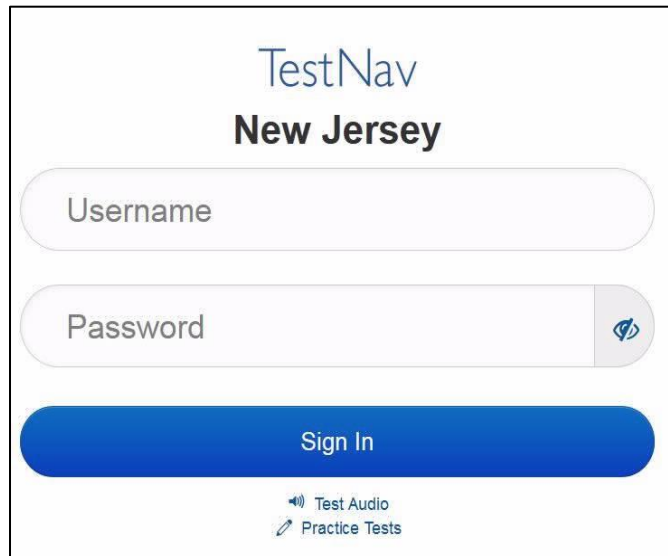 TestNav
New Jersey
Username
Password
Sign In
Test Audio
Practice Tests